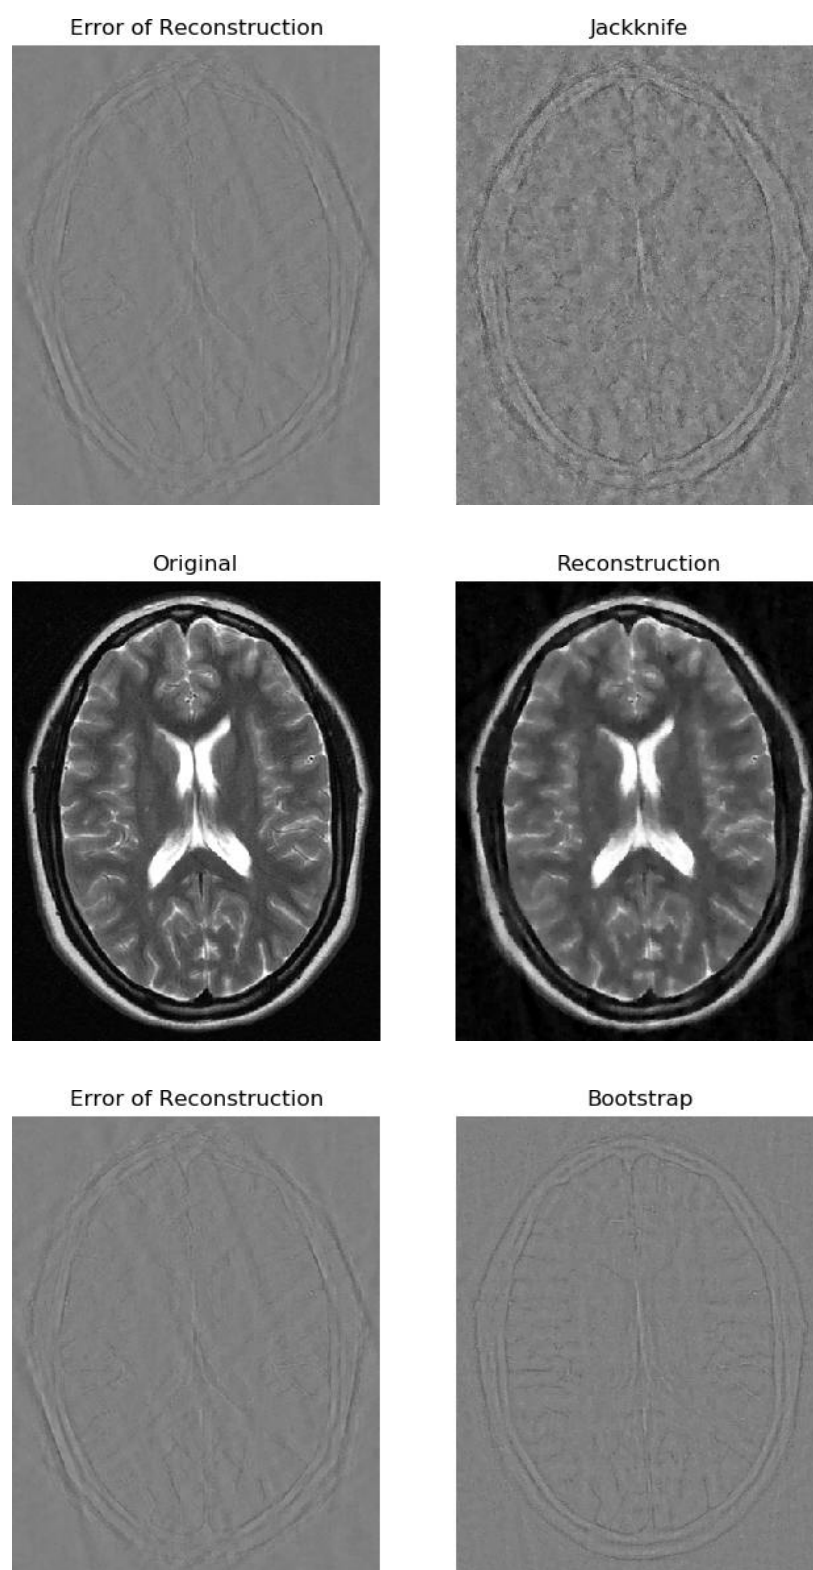 Error of Reconstruction
Jackknife
Original
Reconstruction
Error of Reconstruction
Bootstrap